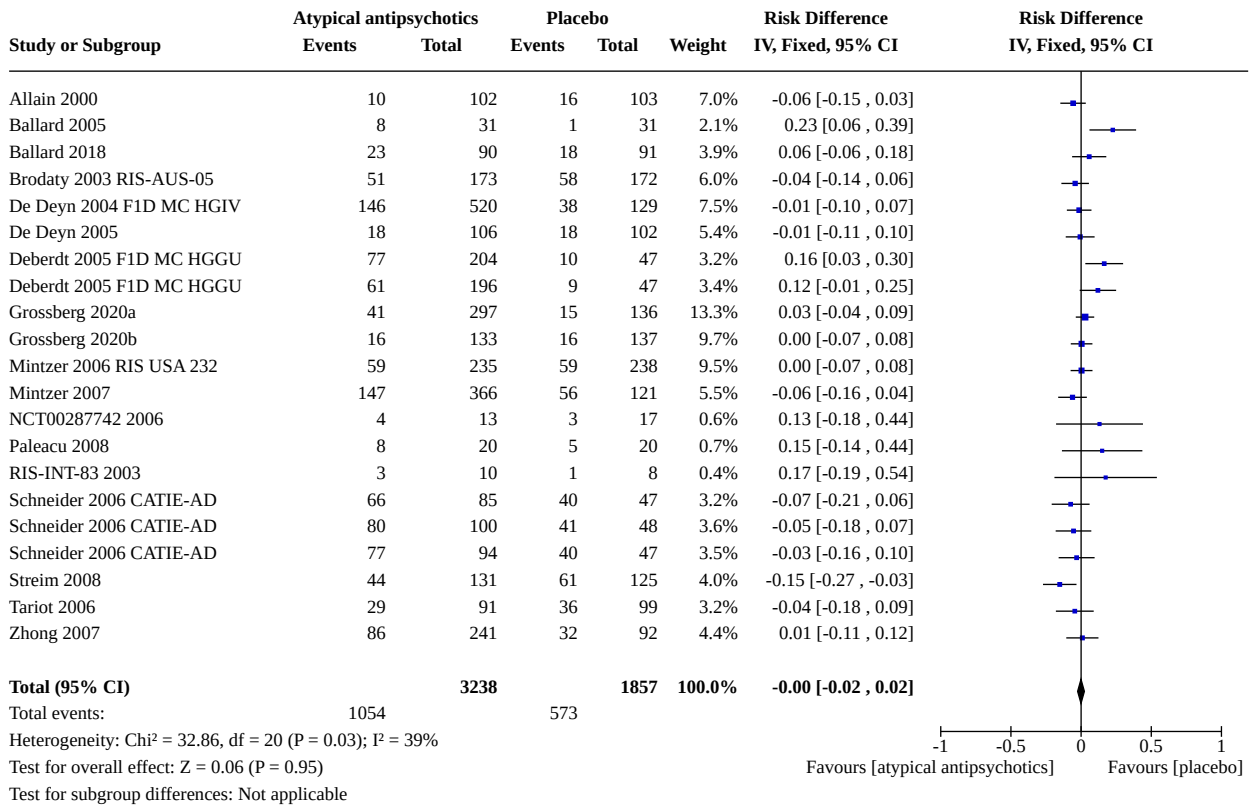 Atypical antipsychotics Placebo Risk Difference Risk Difference
Study or Subgroup Events Total Events Total Weight IV, Fixed, 95% CI IV, Fixed, 95% CI
Allain 2000 10 102 16 103 7.0% -0.06 [-0.15 , 0.03]
Ballard 2005 8 31 1 31 2.1% 0.23 [0.06 , 0.39]
Ballard 2018 23 90 18 91 3.9% 0.06 [-0.06 , 0.18]
Brodaty 2003 RIS-AUS-05 51 173 58 172 6.0% -0.04 [-0.14 , 0.06]
De Deyn 2004 F1D MC HGIV 146 520 38 129 7.5% -0.01 [-0.10 , 0.07]
De Deyn 2005 18 106 18 102 5.4% -0.01 [-0.11 , 0.10]
Deberdt 2005 F1D MC HGGU 77 204 10 47 3.2% 0.16 [0.03 , 0.30]
Deberdt 2005 F1D MC HGGU 61 196 9 47 3.4% 0.12 [-0.01 , 0.25]
Grossberg 2020a 41 297 15 136 13.3% 0.03 [-0.04 , 0.09]
Grossberg 2020b 16 133 16 137 9.7% 0.00 [-0.07 , 0.08]
Mintzer 2006 RIS USA 232 59 235 59 238 9.5% 0.00 [-0.07 , 0.08]
Mintzer 2007 147 366 56 121 5.5% -0.06 [-0.16 , 0.04]
NCT00287742 2006 4 13 3 17 0.6% 0.13 [-0.18 , 0.44]
Paleacu 2008 8 20 5 20 0.7% 0.15 [-0.14 , 0.44]
RIS-INT-83 2003 3 10 1 8 0.4% 0.17 [-0.19 , 0.54]
Schneider 2006 CATIE-AD 66 85 40 47 3.2% -0.07 [-0.21 , 0.06]
Schneider 2006 CATIE-AD 80 100 41 48 3.6% -0.05 [-0.18 , 0.07]
Schneider 2006 CATIE-AD 77 94 40 47 3.5% -0.03 [-0.16 , 0.10]
Streim 2008 44 131 61 125 4.0% -0.15 [-0.27 , -0.03]
Tariot 2006 29 91 36 99 3.2% -0.04 [-0.18 , 0.09]
Zhong 2007 86 241 32 92 4.4% 0.01 [-0.11 , 0.12]
Total (95% CI) 3238 1857 100.0% -0.00 [-0.02 , 0.02]
Total events: 1054 573
Heterogeneity: Chi² = 32.86, df = 20 (P = 0.03); I² = 39%
-1 -0.5 0 0.5 1
Test for overall effect: Z = 0.06 (P = 0.95) Favours [atypical antipsychotics] Favours [placebo]
Test for subgroup differences: Not applicable